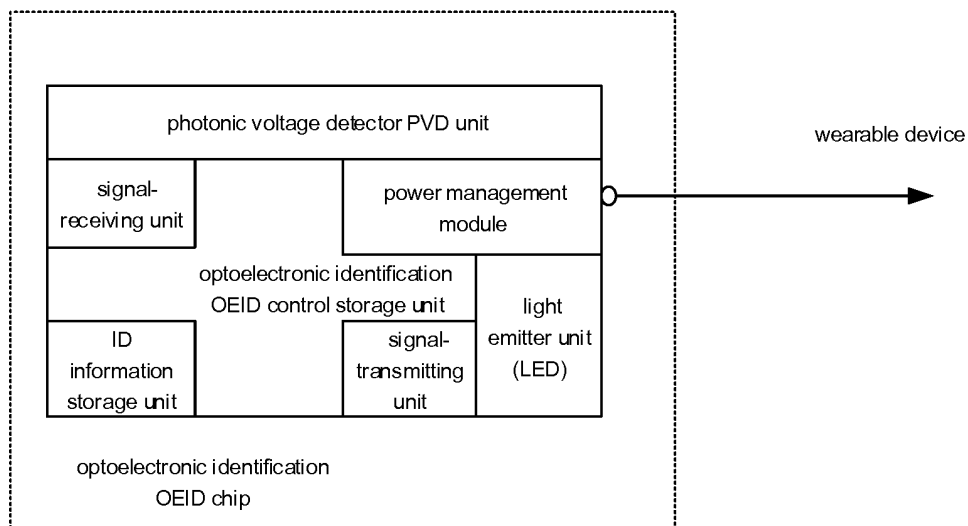 photonic voltage detector PVD unit
wearable device
signal-
receiving unit
power management
module
optoelectronic identification
OEID control storage unit
light
emitter unit
(LED)
ID
information
storage unit
signal-
transmitting
unit
optoelectronic identification
OEID chip